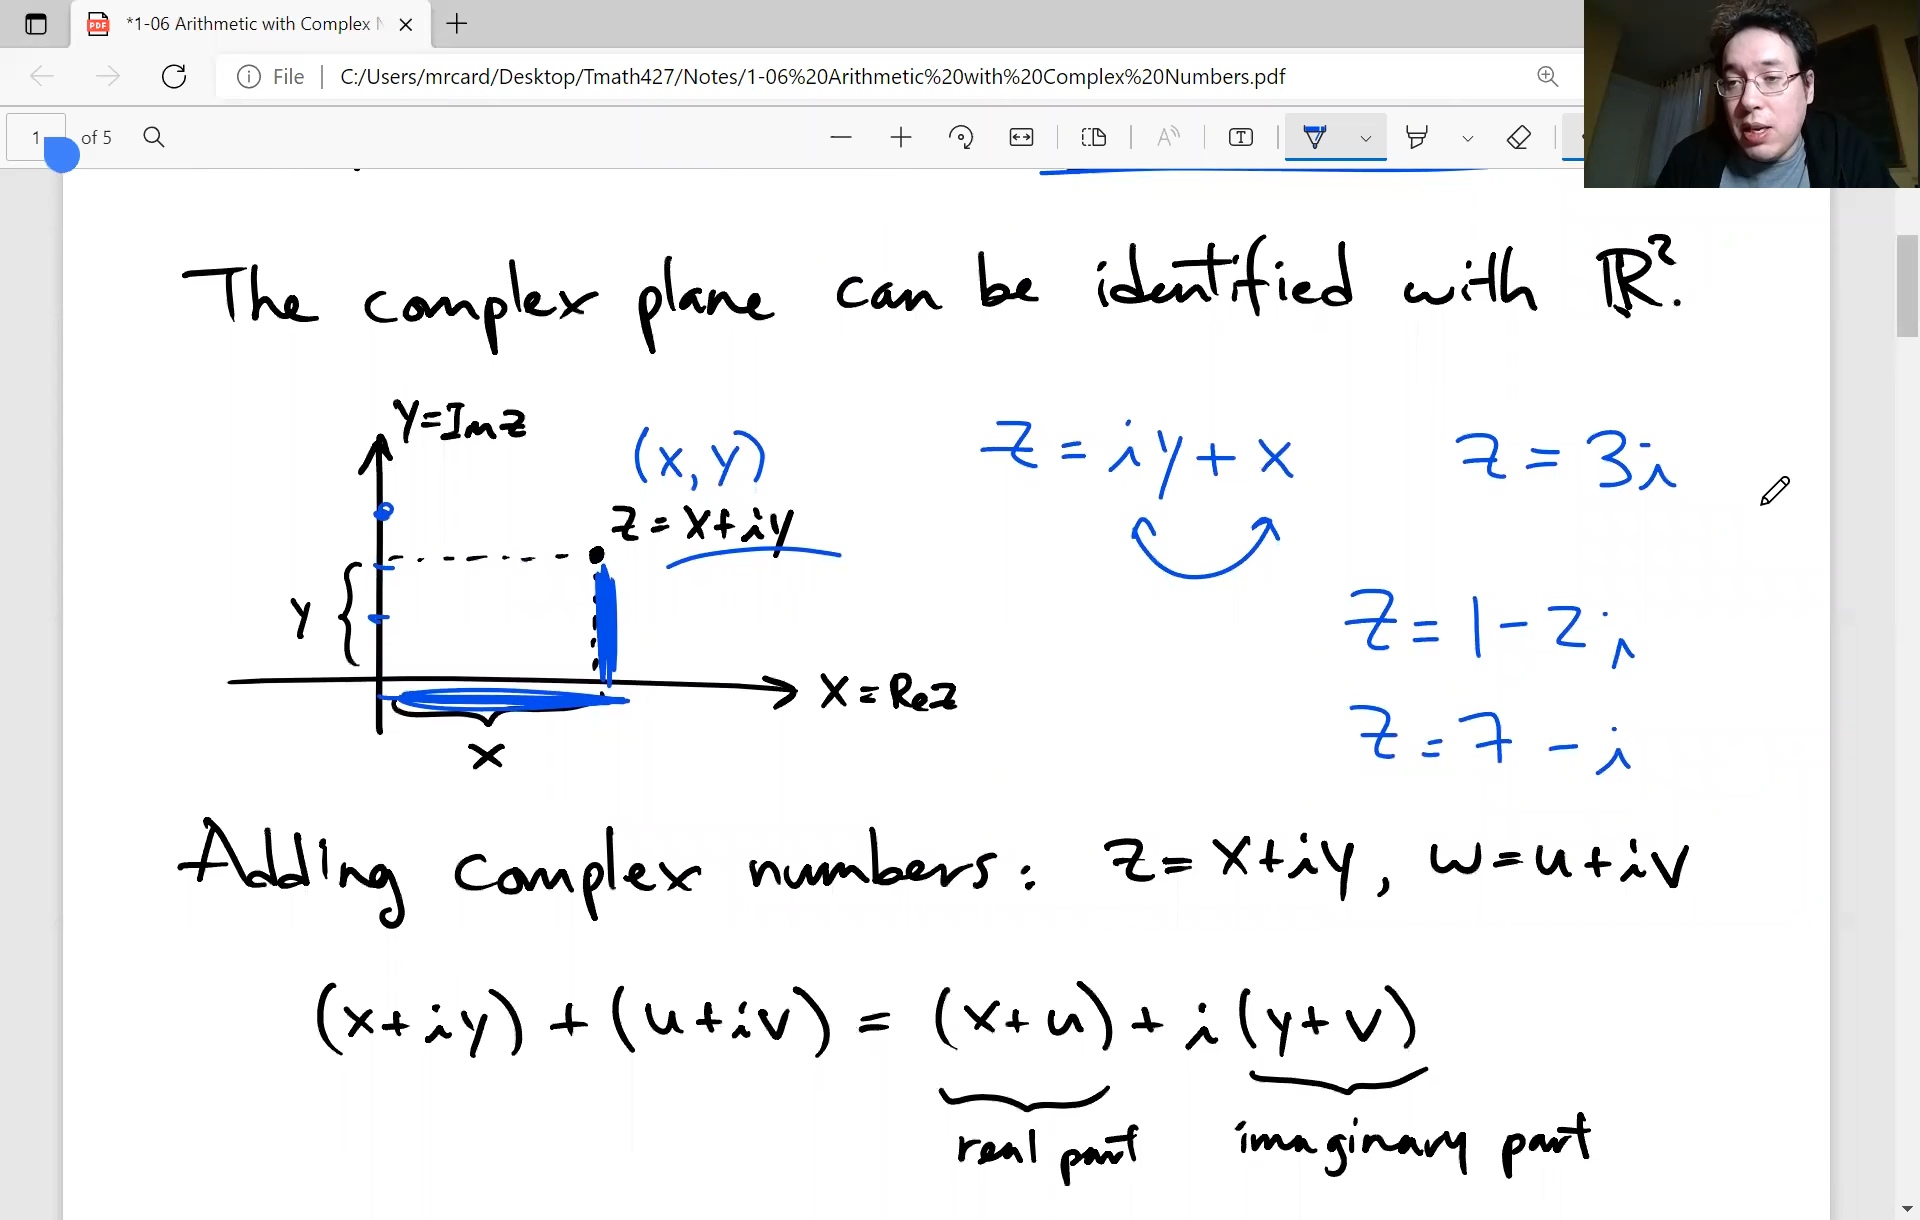 *1-06 Arithmetic with Complex N
File | C:/Users/mrcard/Desktop/Tmath427/Notes/1-06%20Arithmetic%20with%20Complex%20Numbers.pdf
1 of 5
The complex plane can be identified with ℝ².
Y=Imz
(x,y)
z=x+iy
z=iy+x
z=3i
y
z=1-2i
x=Rez
z=7-i
x
Adding complex numbers: z=x+iy, w=u+iv
(x+iy)+(u+iv)=(x+u)+i(y+v)
real part imaginary part